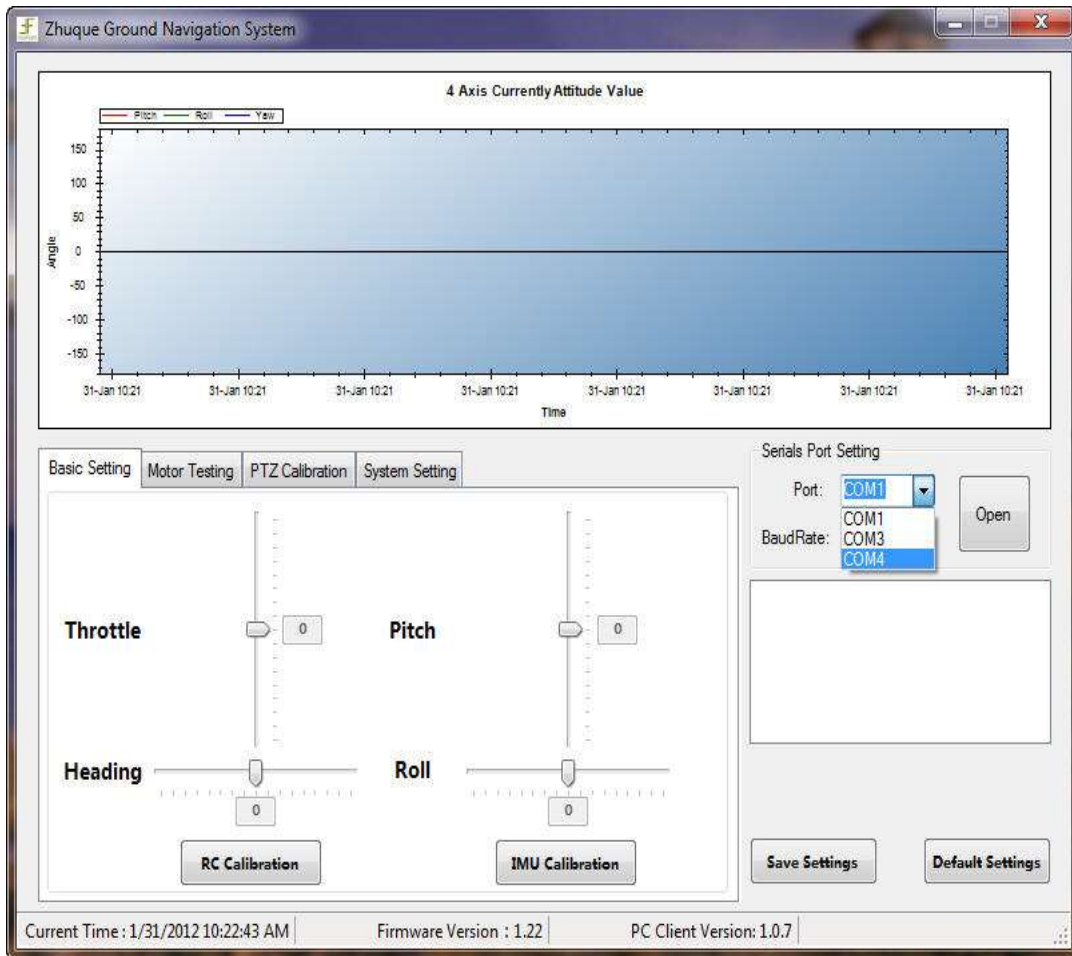 Zhuque Ground Navigation System
4 Axis Currently Attitude Value
Pitch Roll Yaw
150
100
50
0
-50
-100
-150
Angle
31-Jan 10:21 31-Jan 10:21 31-Jan 10:21 31-Jan 10:21 31-Jan 10:21 31-Jan 10:21 31-Jan 10:21 31-Jan 10:21
Time
Basic Setting Motor Testing PTZ Calibration System Setting
Throttle 0
Pitch 0
Heading 0
Roll 0
RC Calibration
IMU Calibration
Serials Port Setting
Port: COM1
COM1
COM3
COM4
BaudRate:
Open
Save Settings
Default Settings
Current Time : 1/31/2012 10:22:43 AM Firmware Version : 1.22 PC Client Version: 1.0.7